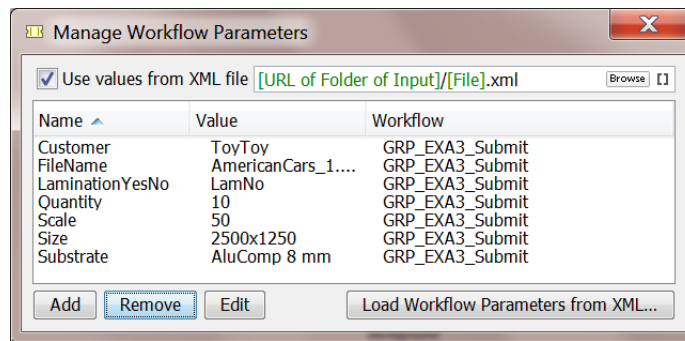 Manage Workflow Parameters
X
Use values from XML file [URL of Folder of Input]/[File].xml Browse []
Name Value Workflow
Customer ToyToy GRP_EXA3_Submit
FileName AmericanCars_1.... GRP_EXA3_Submit
LaminationYesNo LamNo GRP_EXA3_Submit
Quantity 10 GRP_EXA3_Submit
Scale 50 GRP_EXA3_Submit
Size 2500x1250 GRP_EXA3_Submit
Substrate AluComp 8 mm GRP_EXA3_Submit
Add Remove Edit Load Workflow Parameters from XML...